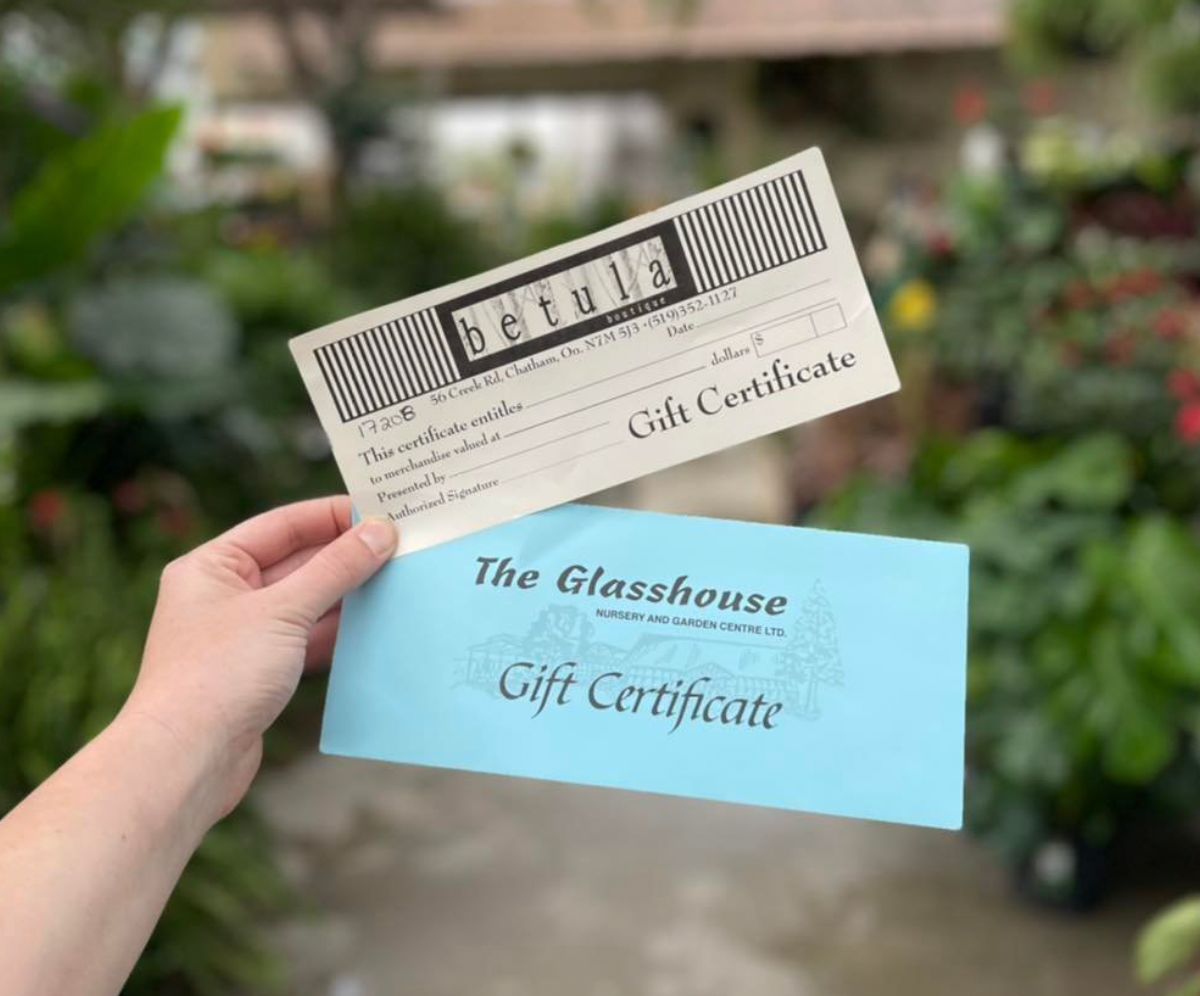 betula
boutique
56 Creek Rd, Chatham, On. N7M 5J3 •(519)352-1127
17208
Date
This certificate entitles
to merchandise valued at
dollars $
Presented by
Authorized Signature
Gift Certificate
The Glasshouse
NURSERY AND GARDEN CENTRE LTD.
Gift Certificate